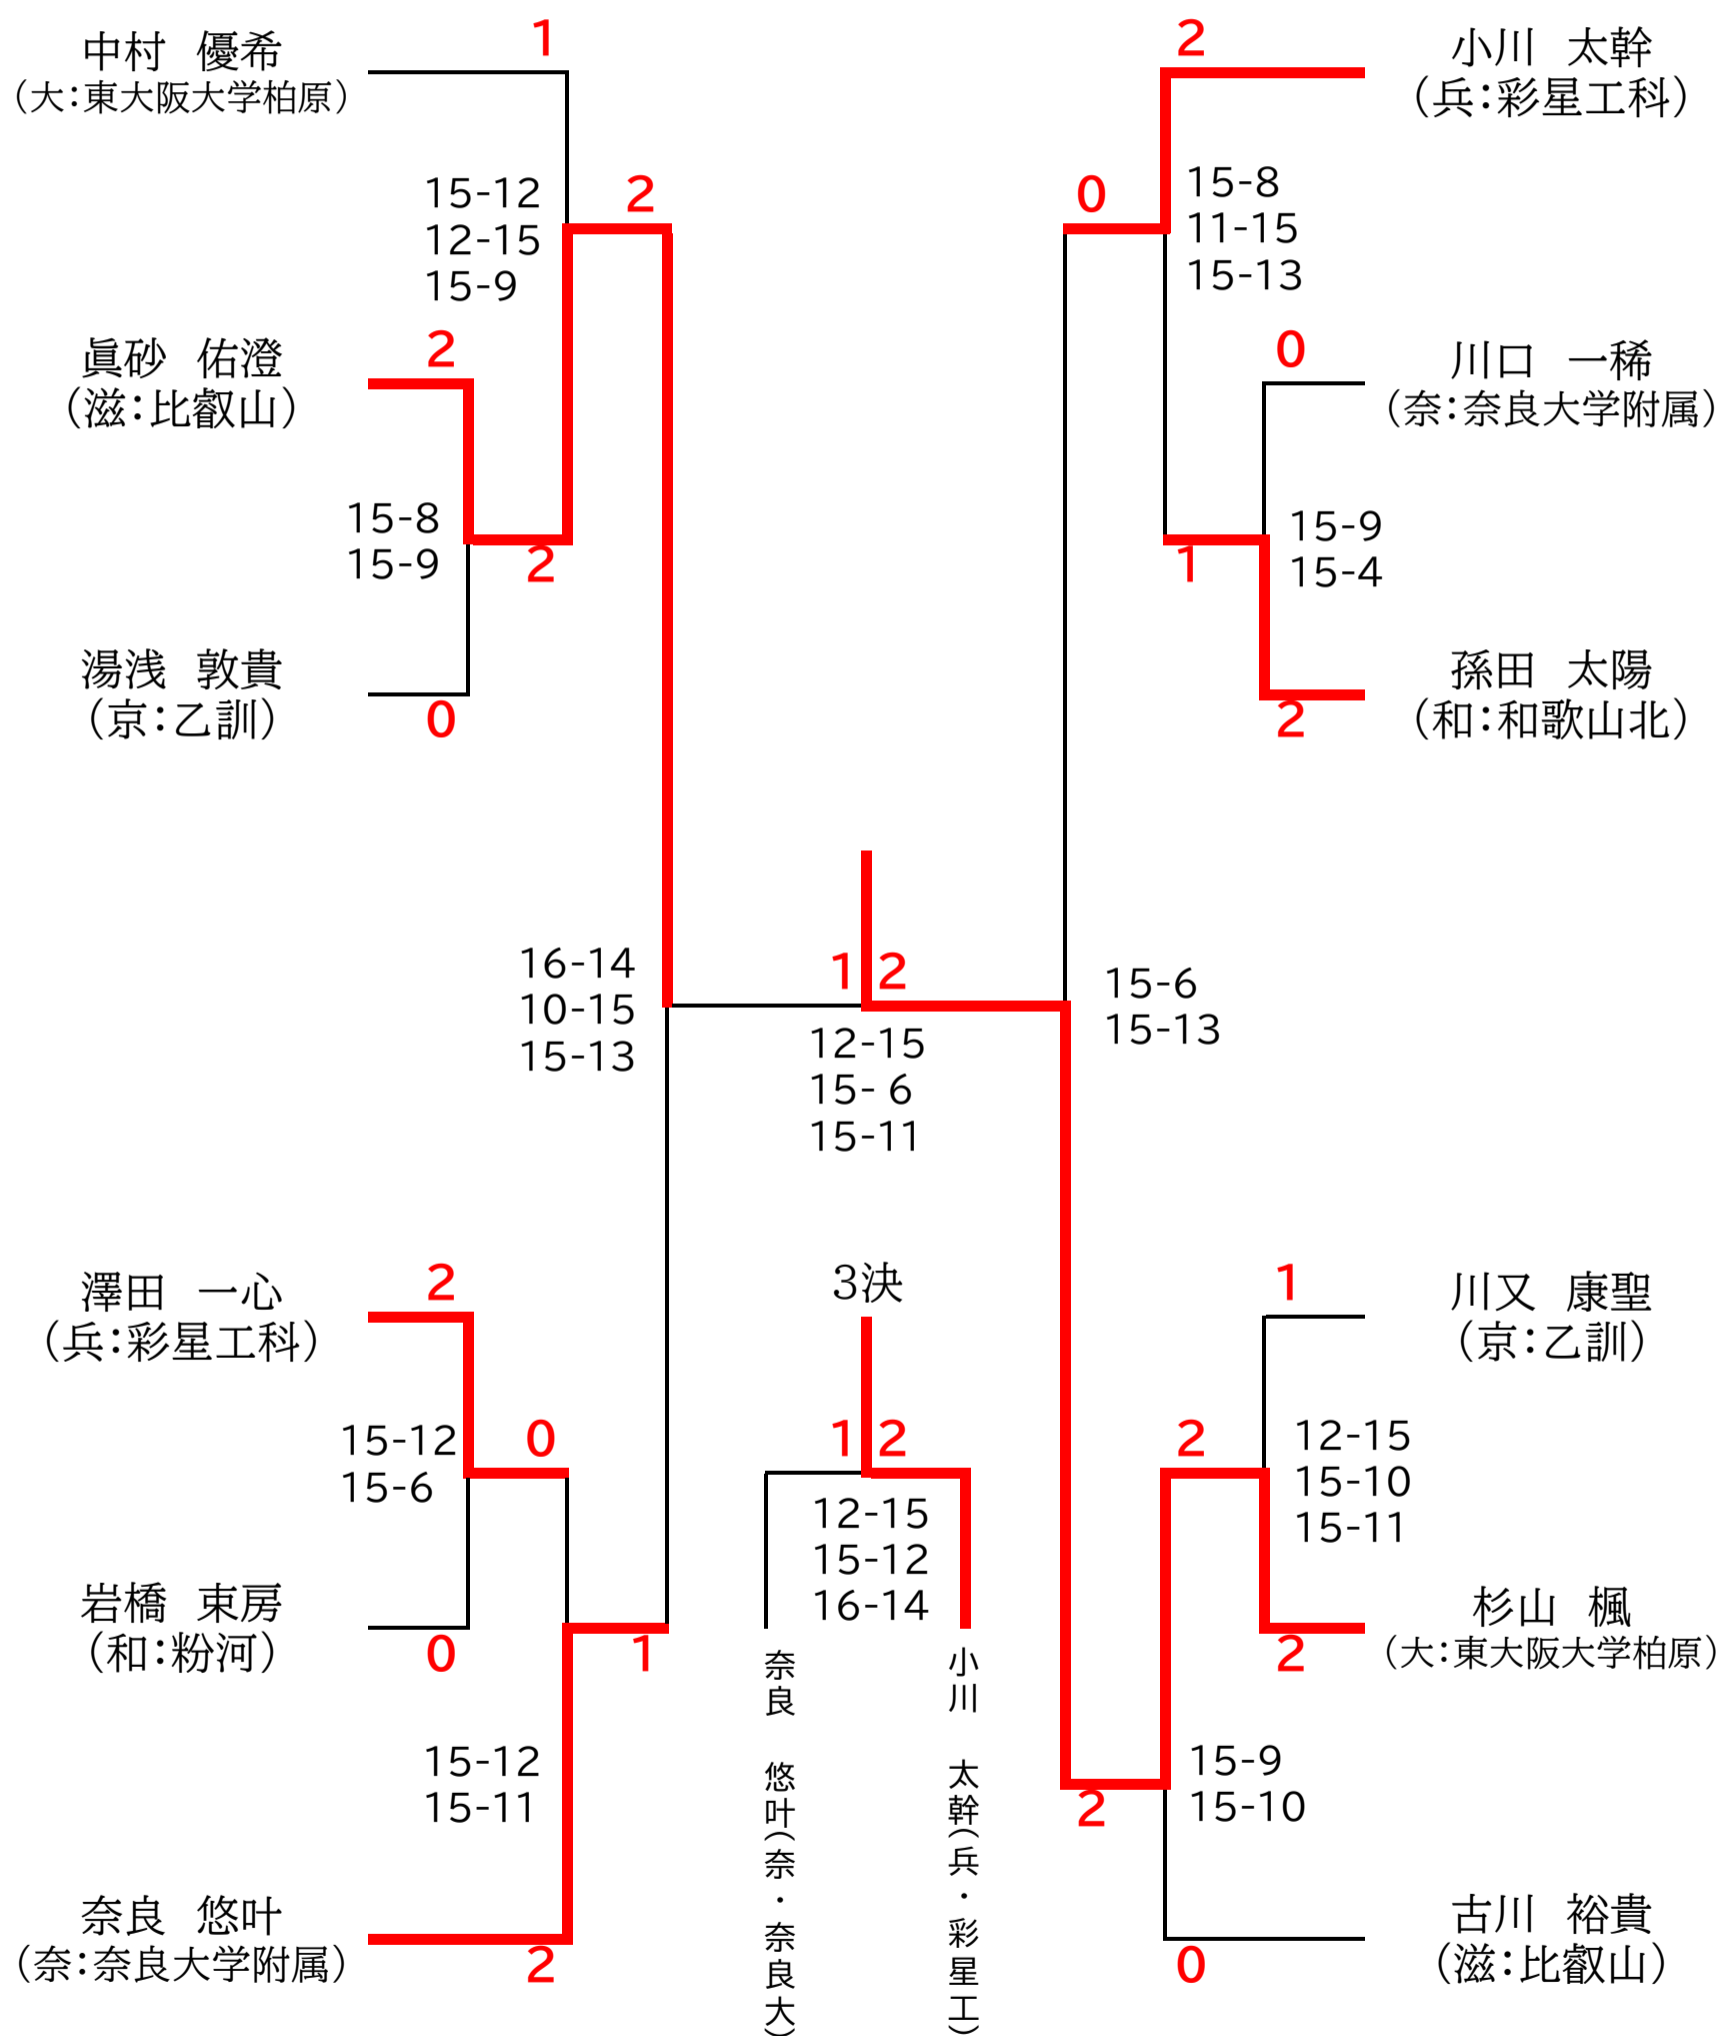 1
2
中村 優希
(大:東大阪大学柏原)
小川 太幹
(兵:彩星工科)
15-12
12-15
15-9
2
0
15-8
11-15
15-13
眞砂 佑澄
(滋:比叡山)
2
0
川口 一稀
(奈:奈良大学附属)
15-8
15-9
2
1
15-9
15-4
湯浅 敦貴
(京:乙訓)
0
2
孫田 太陽
(和:和歌山北)
16-14
10-15
15-13
1 2
12-15
15- 6
15-11
15-6
15-13
澤田 一心
(兵:彩星工科)
2
3決
1
川又 康聖
(京:乙訓)
15-12
15-6
0
1 2
12-15
15-12
16-14
2
12-15
15-10
15-11
岩橋 束房
(和:粉河)
0
1
2
杉山 楓
(大:東大阪大学柏原)
15-12
15-11
奈良 悠叶(奈・奈良大)
小川 太幹(兵・彩星工)
2
15-9
15-10
奈良 悠叶
(奈:奈良大学附属)
2
0
古川 裕貴
(滋:比叡山)